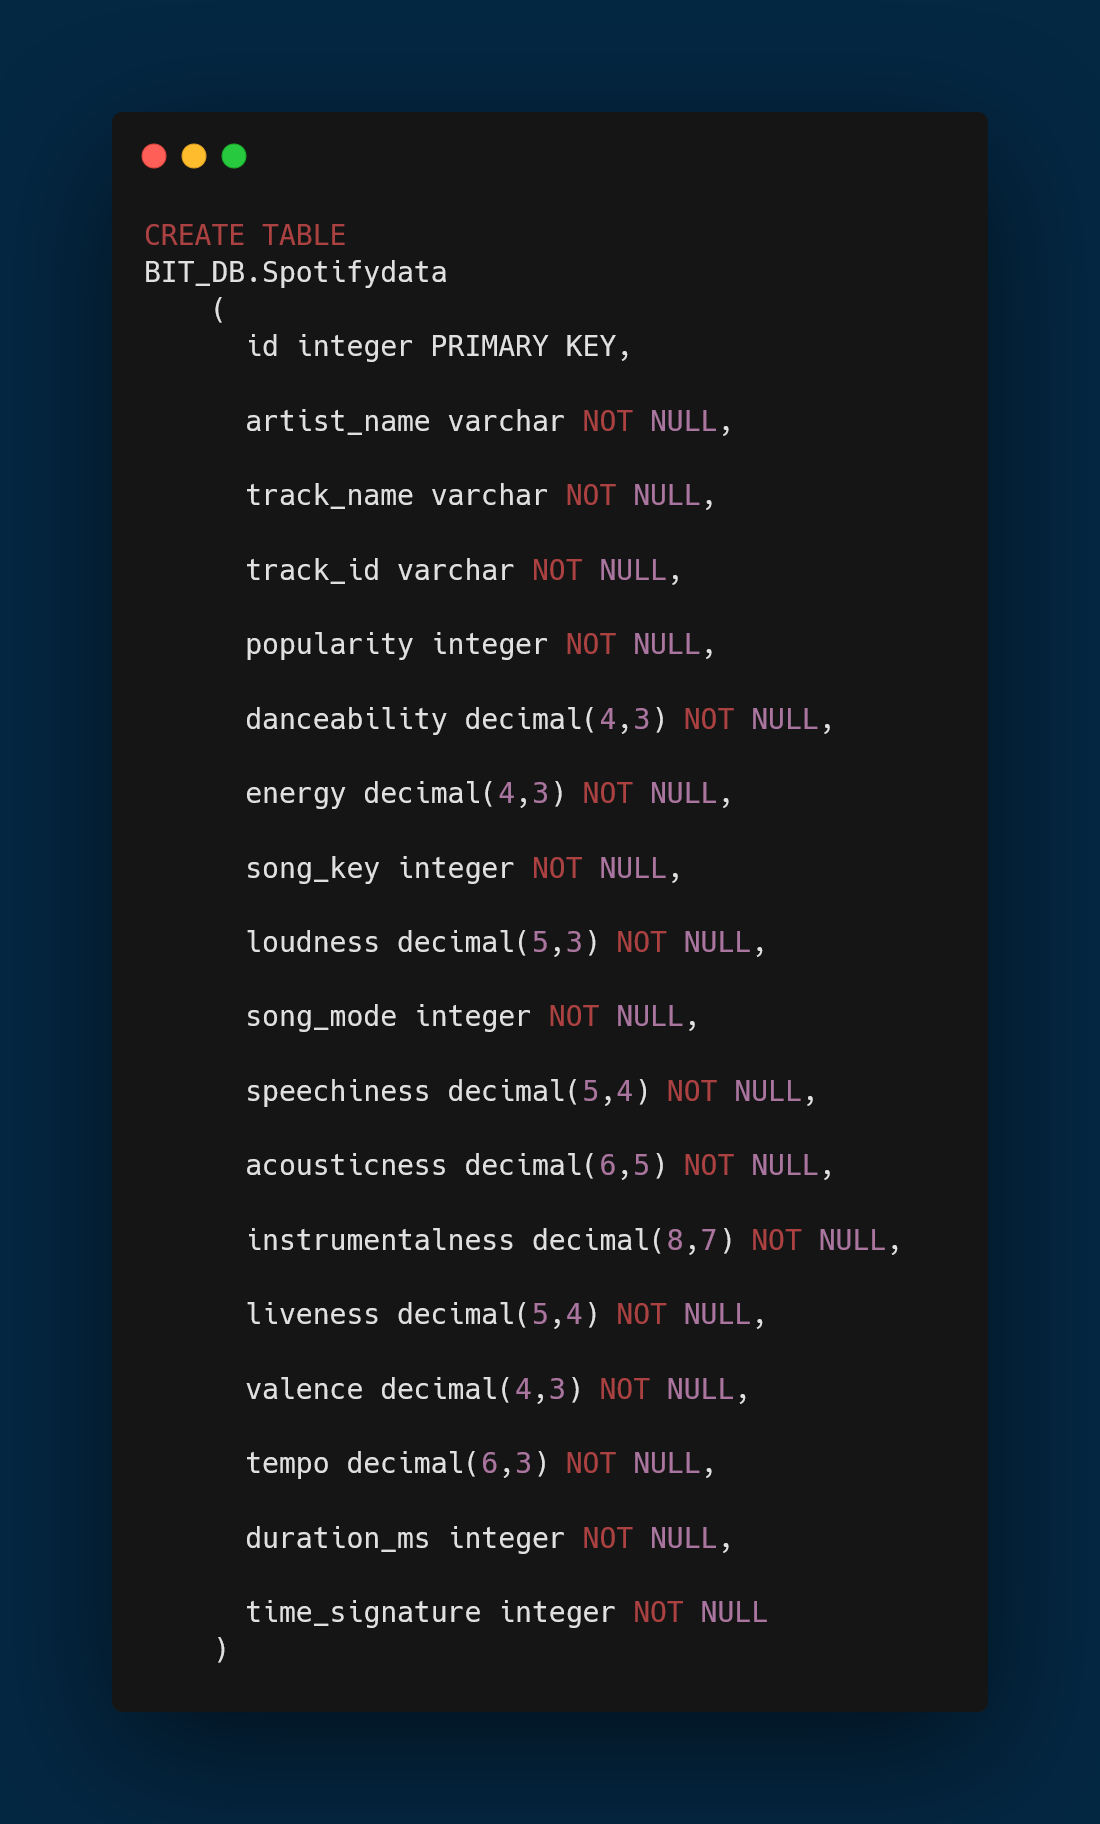 CREATE TABLE
BIT_DB.Spotifydata
(
id integer PRIMARY KEY,
artist_name varchar NOT NULL,
track_name varchar NOT NULL,
track_id varchar NOT NULL,
popularity integer NOT NULL,
danceability decimal(4,3) NOT NULL,
energy decimal(4,3) NOT NULL,
song_key integer NOT NULL,
loudness decimal(5,3) NOT NULL,
song_mode integer NOT NULL,
speechiness decimal(5,4) NOT NULL,
acousticness decimal(6,5) NOT NULL,
instrumentalness decimal(8,7) NOT NULL,
liveness decimal(5,4) NOT NULL,
valence decimal(4,3) NOT NULL,
tempo decimal(6,3) NOT NULL,
duration_ms integer NOT NULL,
time_signature integer NOT NULL
)